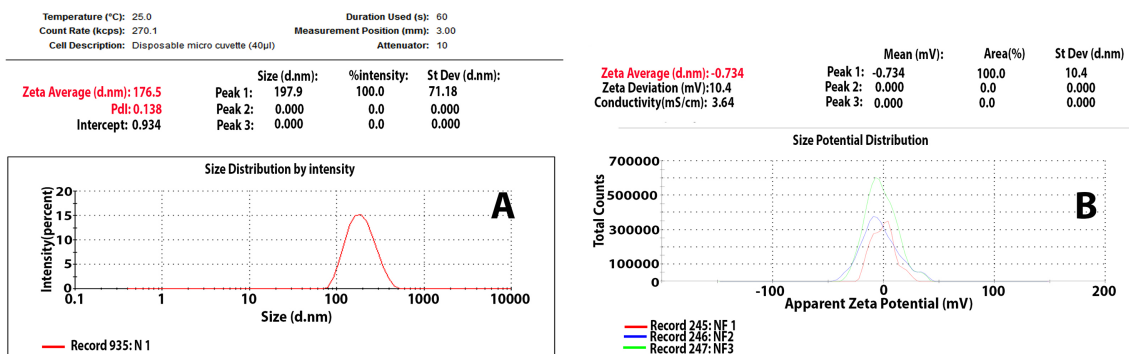 Temperature (°C): 25.0 Duration Used (s): 60
Count Rate (kcps): 270.1 Measurement Position (mm): 3.00
Cell Description: Disposable micro cuvette (40µl) Attenuator: 10
Size (d.nm): %intensity: St Dev (d.nm):
Zeta Average (d.nm): 176.5 Peak 1: 197.9 100.0 71.18
PdI: 0.138 Peak 2: 0.000 0.0 0.000
Intercept: 0.934 Peak 3: 0.000 0.0 0.000
Size Distribution by intensity
A
Intensity(percent)
20
15
10
5
0
0.1 1 10 100 1000 10000
Size (d.nm)
Record 935: N 1
Mean (mV): Area(%) St Dev (d.nm)
Zeta Average (d.nm): -0.734 Peak 1: -0.734 100.0 10.4
Zeta Deviation (mV):10.4 Peak 2: 0.000 0.0 0.000
Conductivity(mS/cm): 3.64 Peak 3: 0.000 0.0 0.000
Size Potential Distribution
B
Total Counts
700000
500000
300000
100000
0
-100 0 100 200
Apparent Zeta Potential (mV)
Record 245: NF 1
Record 246: NF2
Record 247: NF3